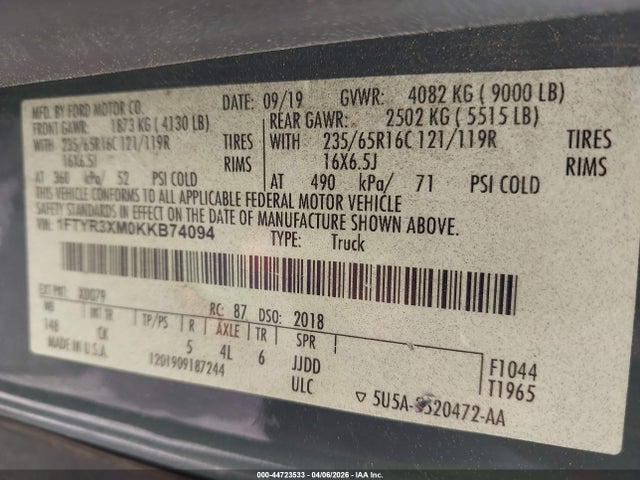 MFD. BY FORD MOTOR CO. DATE: 09/19 GVWR: 4082 KG ( 9000 LB)
FRONT GAWR: 1873 KG ( 4130 LB) REAR GAWR: 2502 KG ( 5515 LB)
WITH 235/65R16C 121/119R TIRES WITH 235/65R16C 121/119R TIRES
16X6.5J RIMS 16X6.5J RIMS
AT 360 kPa/ 52 PSI COLD AT 490 kPa/ 71 PSI COLD
THIS VEHICLE CONFORMS TO ALL APPLICABLE FEDERAL MOTOR VEHICLE
SAFETY STANDARDS IN EFFECT ON THE DATE OF MANUFACTURE SHOWN ABOVE.
VIN: 1FTYR3XM0KKB74094 TYPE: Truck
EXT PNT: XDG79 RC: 87 DSO: 2018
WB INT TR TP/PS R AXLE TR SPR
148 CK 5 4L 6 JJDD F1044
MADE IN U.S.A. 1201909187244 ULC T1965
5U5A- 520472-AA
000-44723533 - 04/06/2026 - IAA Inc.